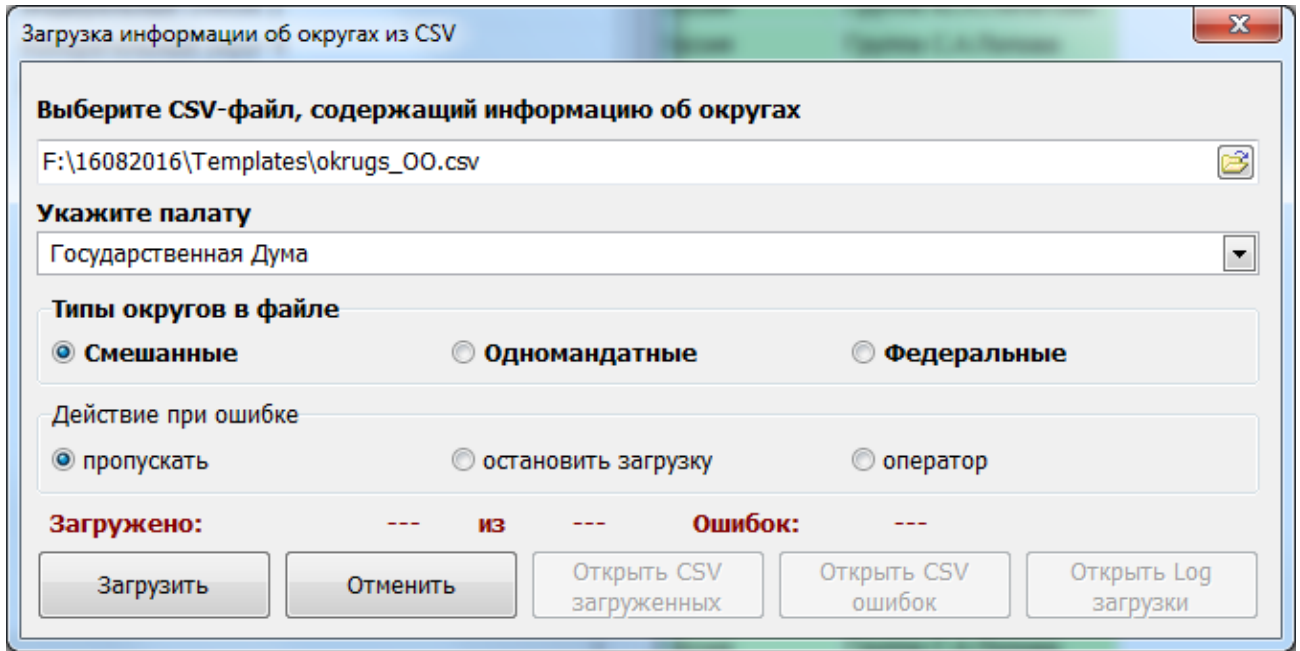 Загрузка информации об округах из CSV
Выберите CSV-файл, содержащий информацию об округах
F:\16082016\Templates\okrugs_OO.csv
Укажите палату
Государственная Дума
Типы округов в файле
Смешанные Одномандатные Федеральные
Действие при ошибке
пропускать остановить загрузку оператор
Загружено: --- из --- Ошибок: ---
Загрузить Отменить Открыть CSV загруженных Открыть CSV ошибок Открыть Log загрузки